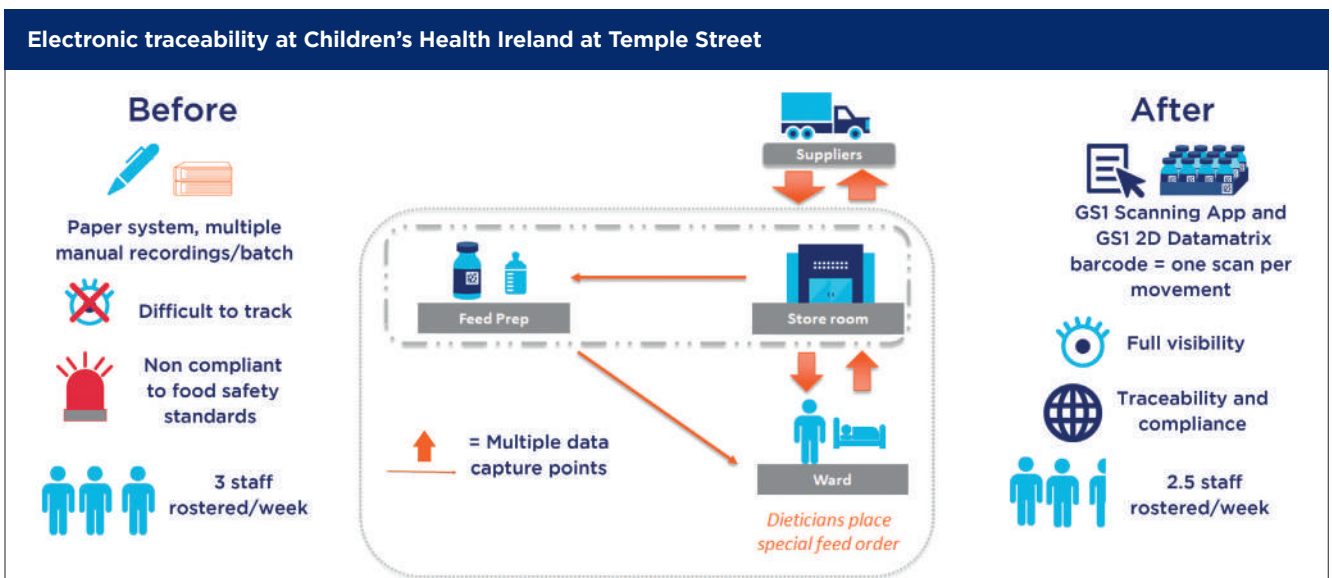 Electronic traceability at Children’s Health Ireland at Temple Street
Before
Paper system, multiple
manual recordings/batch
Difficult to track
Non compliant
to food safety
standards
3 staff
rostered/week
Suppliers
Feed Prep
Store room
= Multiple data
capture points
Ward
Dieticians place
special feed order
After
GS1 Scanning App and
GS1 2D Datamatrix
barcode = one scan per
movement
Full visibility
Traceability and
compliance
2.5 staff
rostered/week